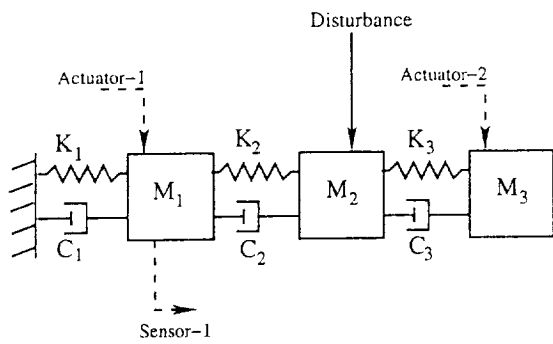 Disturbance
Actuator-1
Actuator-2
K1
K2
K3
M1
M2
M3
C1
C2
C3
Sensor-1